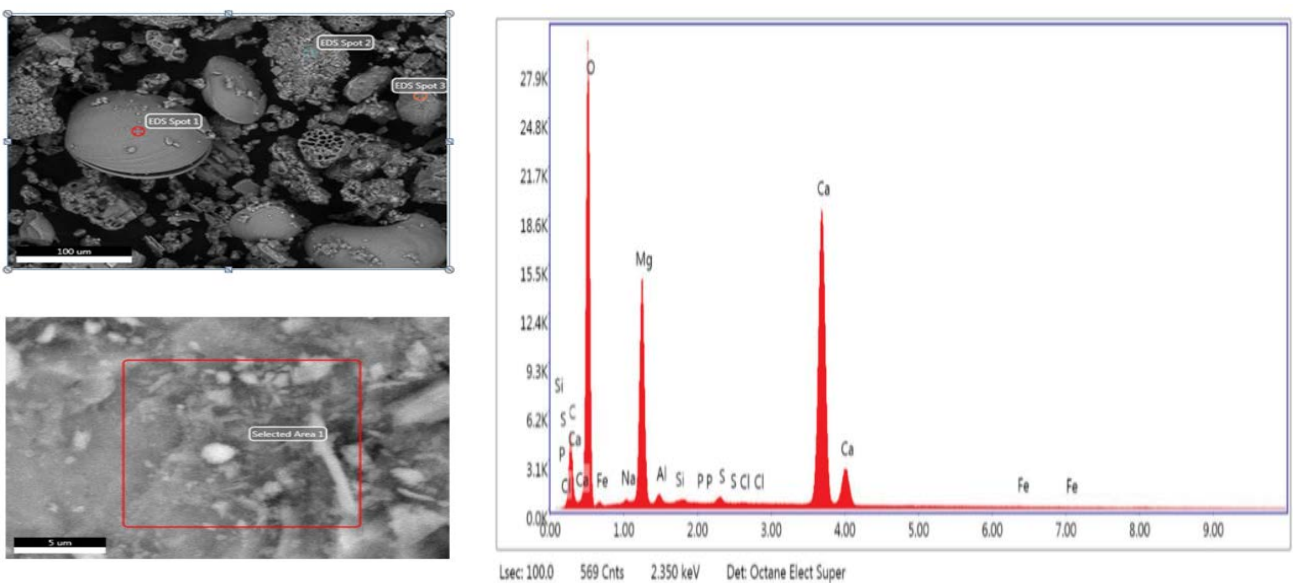 EDS Spot 2
EDS Spot 3
EDS Spot 1
100 um
Selected Area 1
5 um
27.9K
24.8K
21.7K
18.6K
15.5K
12.4K
9.3K
6.2K
3.1K
0.0K
O
Ca
Mg
Si
S
C
Ca
P
Cl
Ca
Fe
Na
Al
Si
P P
S
S Cl Cl
Ca
Fe
Fe
0.00 1.00 2.00 3.00 4.00 5.00 6.00 7.00 8.00 9.00
Lsec: 100.0 569 Cnts 2.350 keV Det: Octane Elect Super